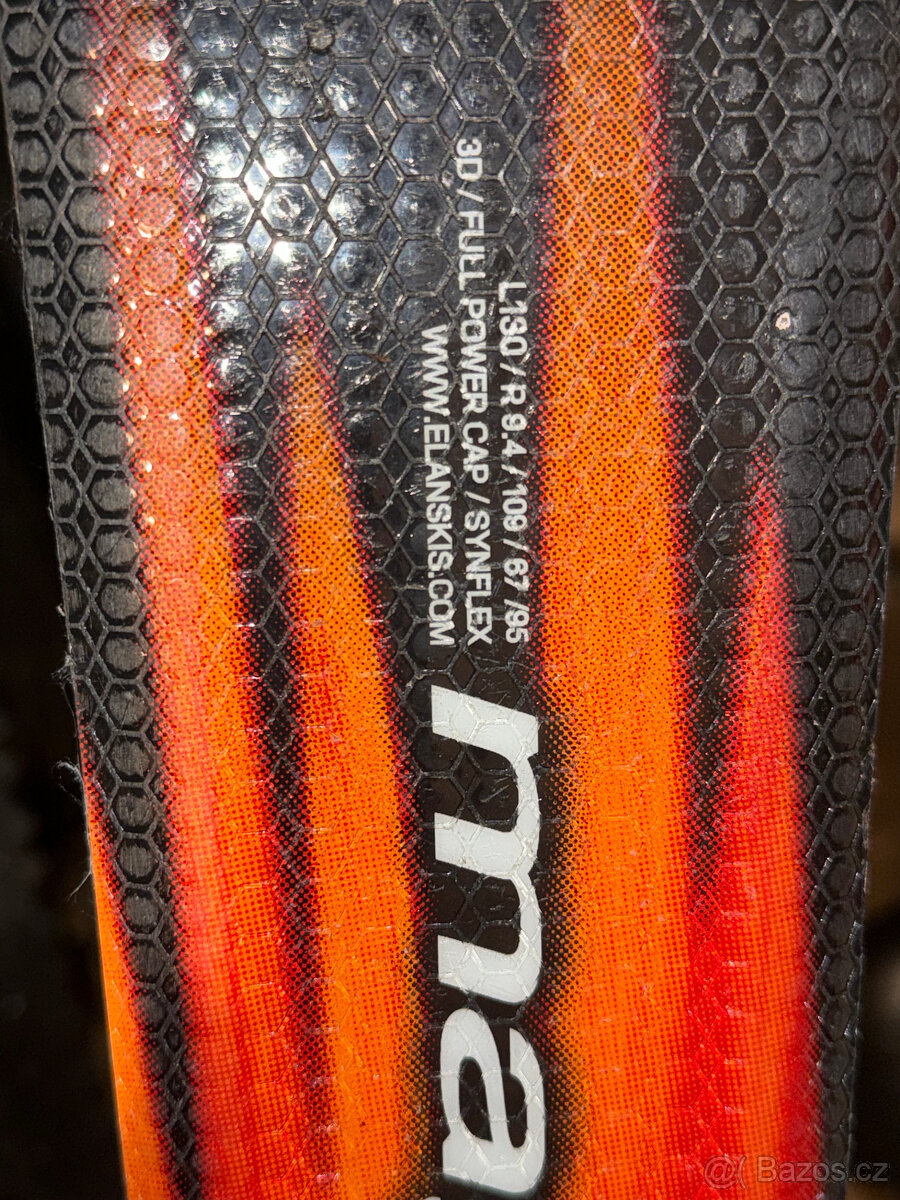 L130 / R 9.4 / 109 / 67 /95
3D / FULL POWER CAP / SYNFLEX
WWW.ELANSKIS.COM
ma
@( Bazos.cz